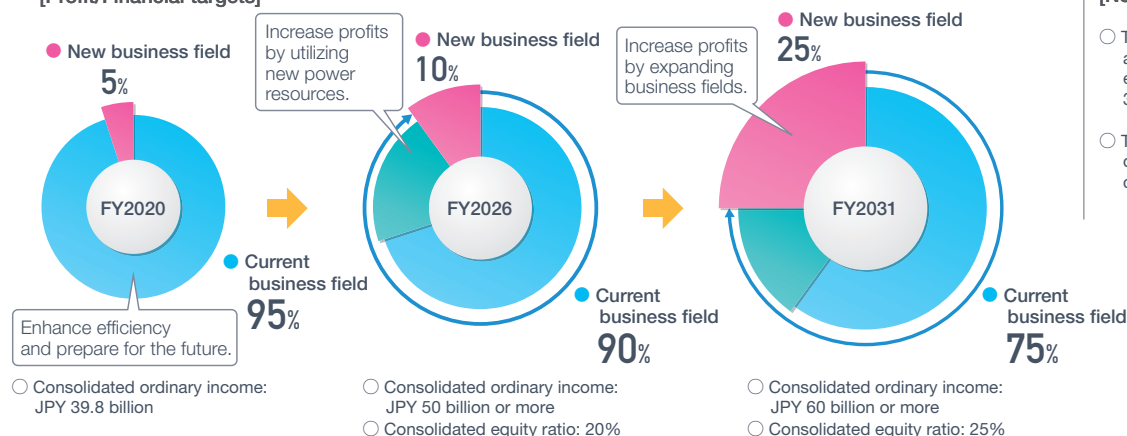 [Profit/Financial targets]
New business field
5%
FY2020
Current
business field
95%
Enhance efficiency
and prepare for the future.
Consolidated ordinary income:
JPY 39.8 billion
Increase profits
by utilizing
new power
resources.
New business field
10%
FY2026
Current
business field
90%
Consolidated ordinary income:
JPY 50 billion or more
Consolidated equity ratio: 20%
Increase profits
by expanding
business fields.
New business field
25%
FY2031
Current
business field
75%
Consolidated ordinary income:
JPY 60 billion or more
Consolidated equity ratio: 25%